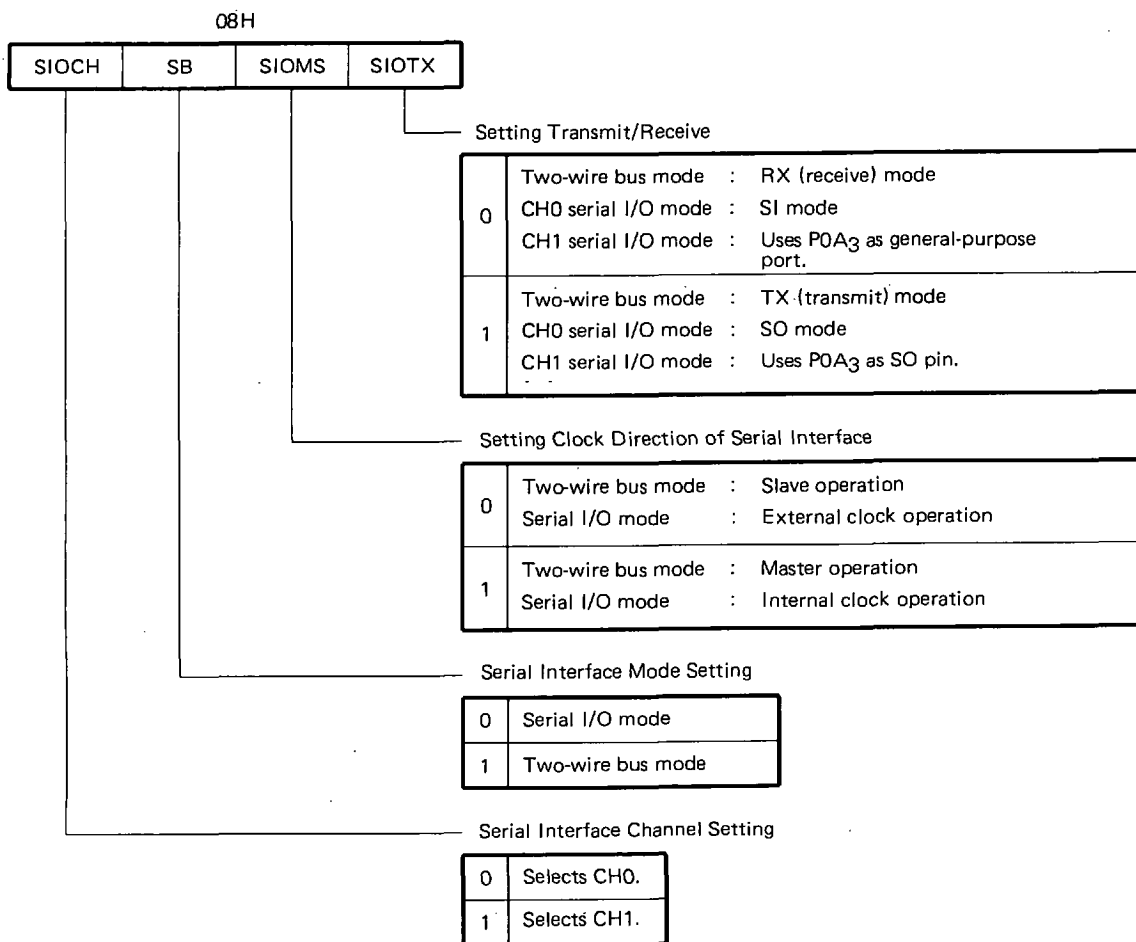 08H
SIOCH SB SIOMS SIOTX
Setting Transmit/Receive
0
Two-wire bus mode : RX (receive) mode
CH0 serial I/O mode : SI mode
CH1 serial I/O mode : Uses P0A3 as general-purpose
port.
1
Two-wire bus mode : TX (transmit) mode
CH0 serial I/O mode : SO mode
CH1 serial I/O mode : Uses P0A3 as SO pin.
Setting Clock Direction of Serial Interface
0
Two-wire bus mode : Slave operation
Serial I/O mode : External clock operation
1
Two-wire bus mode : Master operation
Serial I/O mode : Internal clock operation
Serial Interface Mode Setting
0 Serial I/O mode
1 Two-wire bus mode
Serial Interface Channel Setting
0 Selects CH0.
1 Selects CH1.